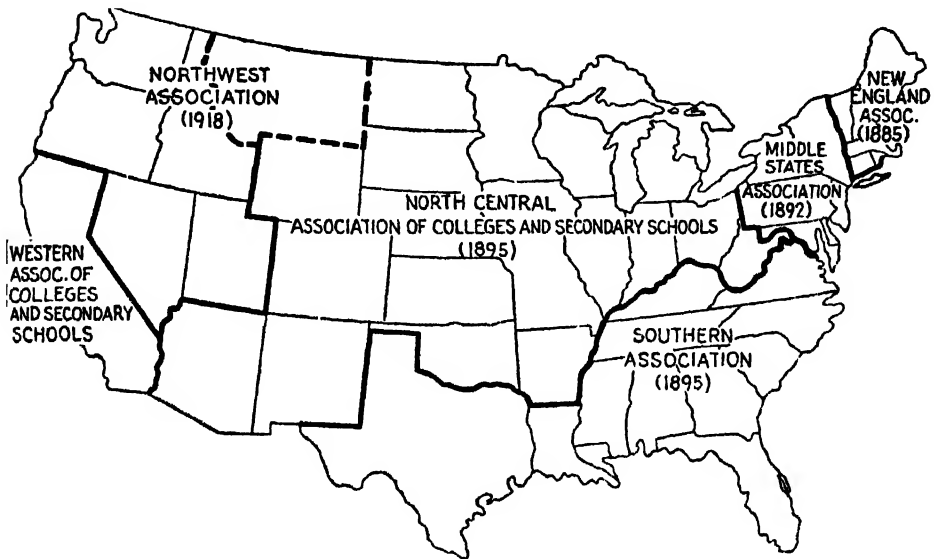 NORTHWEST
ASSOCIATION
(1918)
NEW
ENGLAND
ASSOC.
(1885)
MIDDLE
STATES
ASSOCIATION
(1892)
NORTH CENTRAL
ASSOCIATION OF COLLEGES AND SECONDARY SCHOOLS
(1895)
WESTERN
ASSOC. OF
COLLEGES
AND SECONDARY
SCHOOLS
SOUTHERN
ASSOCIATION
(1895)